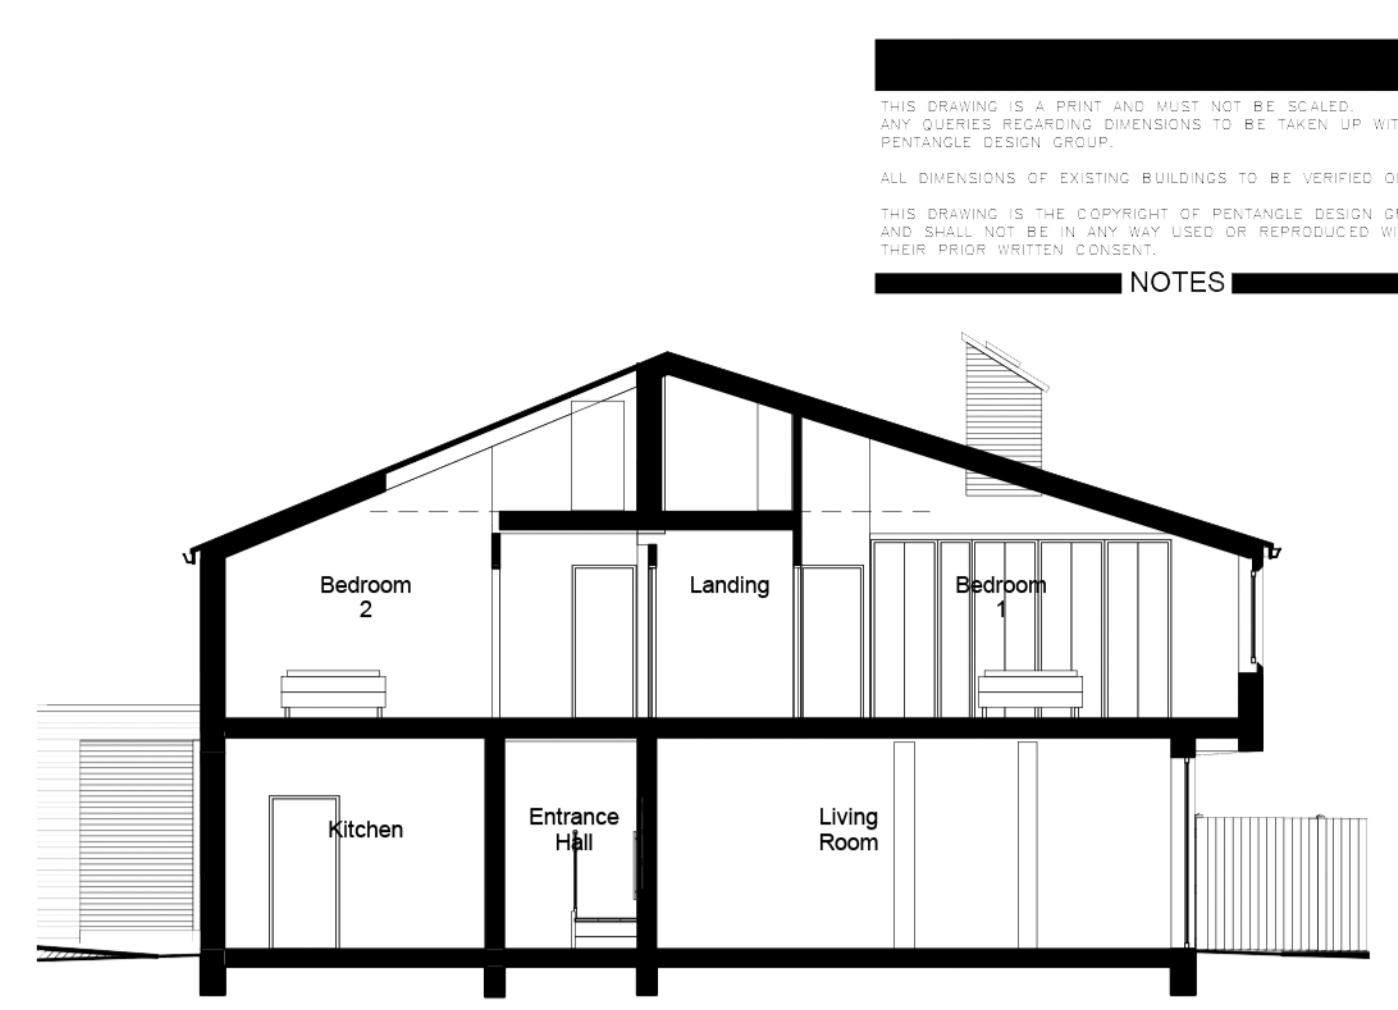 THIS DRAWING IS A PRINT AND MUST NOT BE SCALED.
ANY QUERIES REGARDING DIMENSIONS TO BE TAKEN UP
PENTANGLE DESIGN GROUP.
ALL DIMENSIONS OF EXISTING BUILDINGS TO BE VERIFIED
THIS DRAWING IS THE COPYRIGHT OF PENTANGLE DESIGN
AND SHALL NOT BE IN ANY WAY USED OR REPRODUCED
THEIR PRIOR WRITTEN CONSENT.
NOTES
Bedroom
2
Landing
Bedroom
1
Kitchen
Entrance
Hall
Living
Room